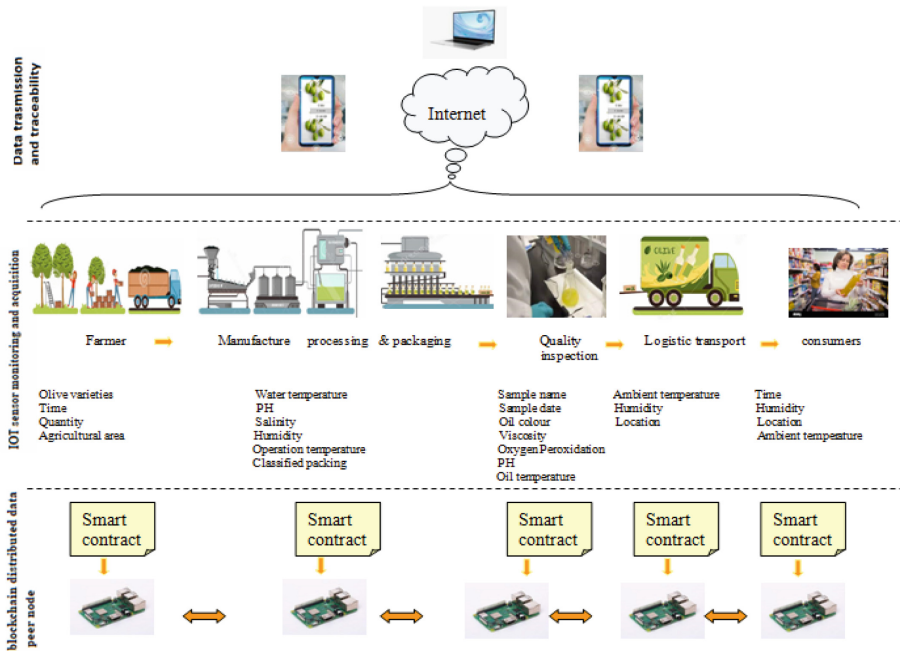 Data trasmission
and traceability
Internet
IOT sensor monitoring and acquisition
OLIVE
Farmer
Manufacture processing & packaging
Quality
inspection
Logistic transport
consumers
Olive varieties
Time
Quantity
Agricultural area
Water temperature
PH
Salinity
Humidity
Operation temperature
Classified packing
Sample name
Sample date
Oil colour
Viscosity
Oxygen Peroxidation
PH
Oil temperature
Ambient temperature
Humidity
Location
Time
Humidity
Location
Ambient temperature
blockchain distributed data
peer node
Smart
contract
Smart
contract
Smart
contract
Smart
contract
Smart
contract